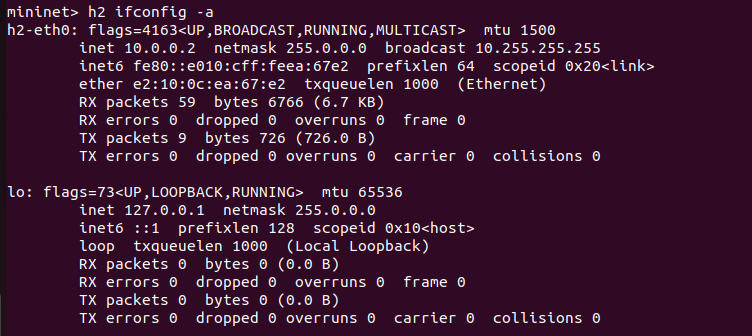 mininet> h2 ifconfig -a
h2-eth0: flags=4163<UP,BROADCAST,RUNNING,MULTICAST>  mtu 1500
        inet 10.0.0.2  netmask 255.0.0.0  broadcast 10.255.255.255
        inet6 fe80::e010:cff:feea:67e2  prefixlen 64  scopeid 0x20<link>
        ether e2:10:0c:ea:67:e2  txqueuelen 1000  (Ethernet)
        RX packets 59  bytes 6766 (6.7 KB)
        RX errors 0  dropped 0  overruns 0  frame 0
        TX packets 9  bytes 726 (726.0 B)
        TX errors 0  dropped 0 overruns 0  carrier 0  collisions 0

lo: flags=73<UP,LOOPBACK,RUNNING>  mtu 65536
        inet 127.0.0.1  netmask 255.0.0.0
        inet6 ::1  prefixlen 128  scopeid 0x10<host>
        loop  txqueuelen 1000  (Local Loopback)
        RX packets 0  bytes 0 (0.0 B)
        RX errors 0  dropped 0  overruns 0  frame 0
        TX packets 0  bytes 0 (0.0 B)
        TX errors 0  dropped 0 overruns 0  carrier 0  collisions 0